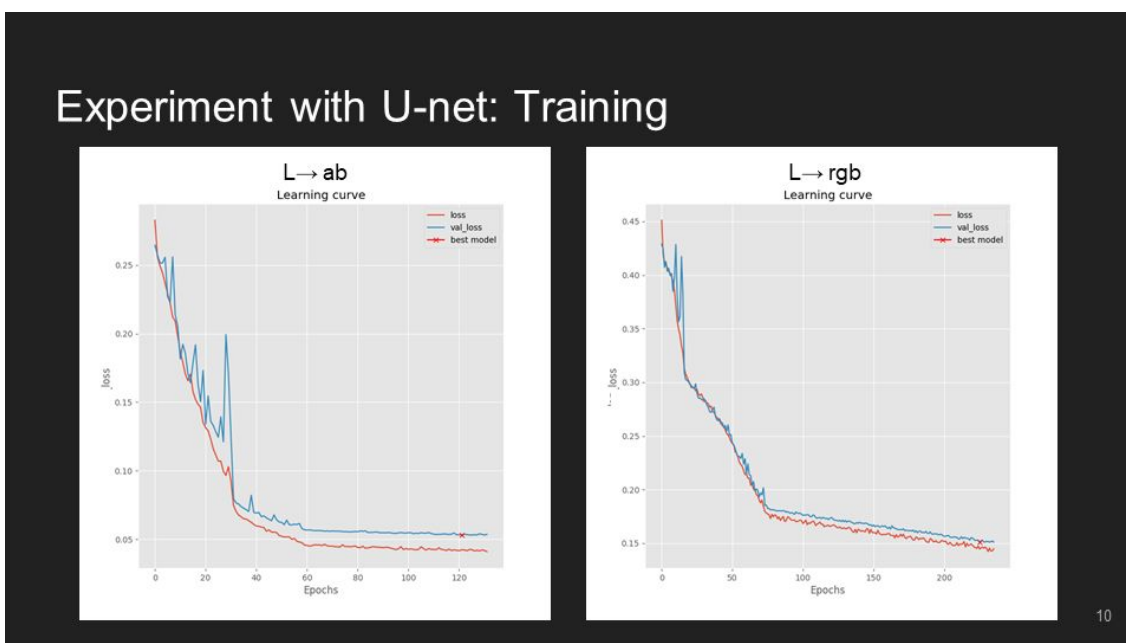 Experiment with U-net: Training
L→ ab
Learning curve
loss
val_loss
best model
0.25
0.20
0.15
0.10
0.05
_loss
0
20
40
60
80
100
120
Epochs
L→ rgb
Learning curve
loss
val_loss
best model
0.45
0.40
0.35
0.30
0.25
0.20
0.15
_loss
0
50
100
150
200
Epochs
10